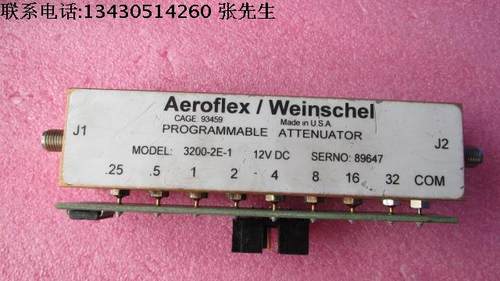 联系电话:13430514260 张先生
Aeroflex / Weinschel
CAGE 93459 Made in U.S.A.
J1 PROGRAMMABLE ATTENUATOR J2
MODEL: 3200-2E-1 12V DC SERNO: 89647
.25 .5 1 2 4 8 16 32 COM